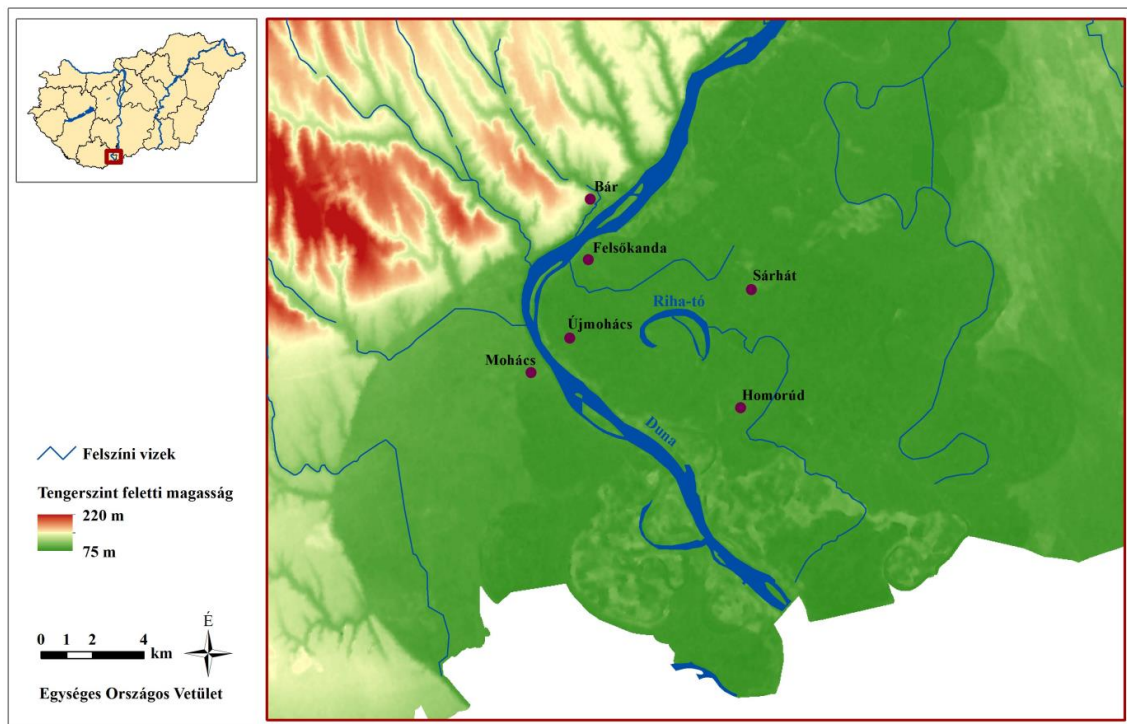 Bár
Felsőkanda
Sárhát
Riha-tó
Újmohács
Mohács
Homorúd
Duna
Felszíni vizek
Tengerszint feletti magasság
220 m
75 m
É
0 1 2 4
km
Egységes Országos Vetület